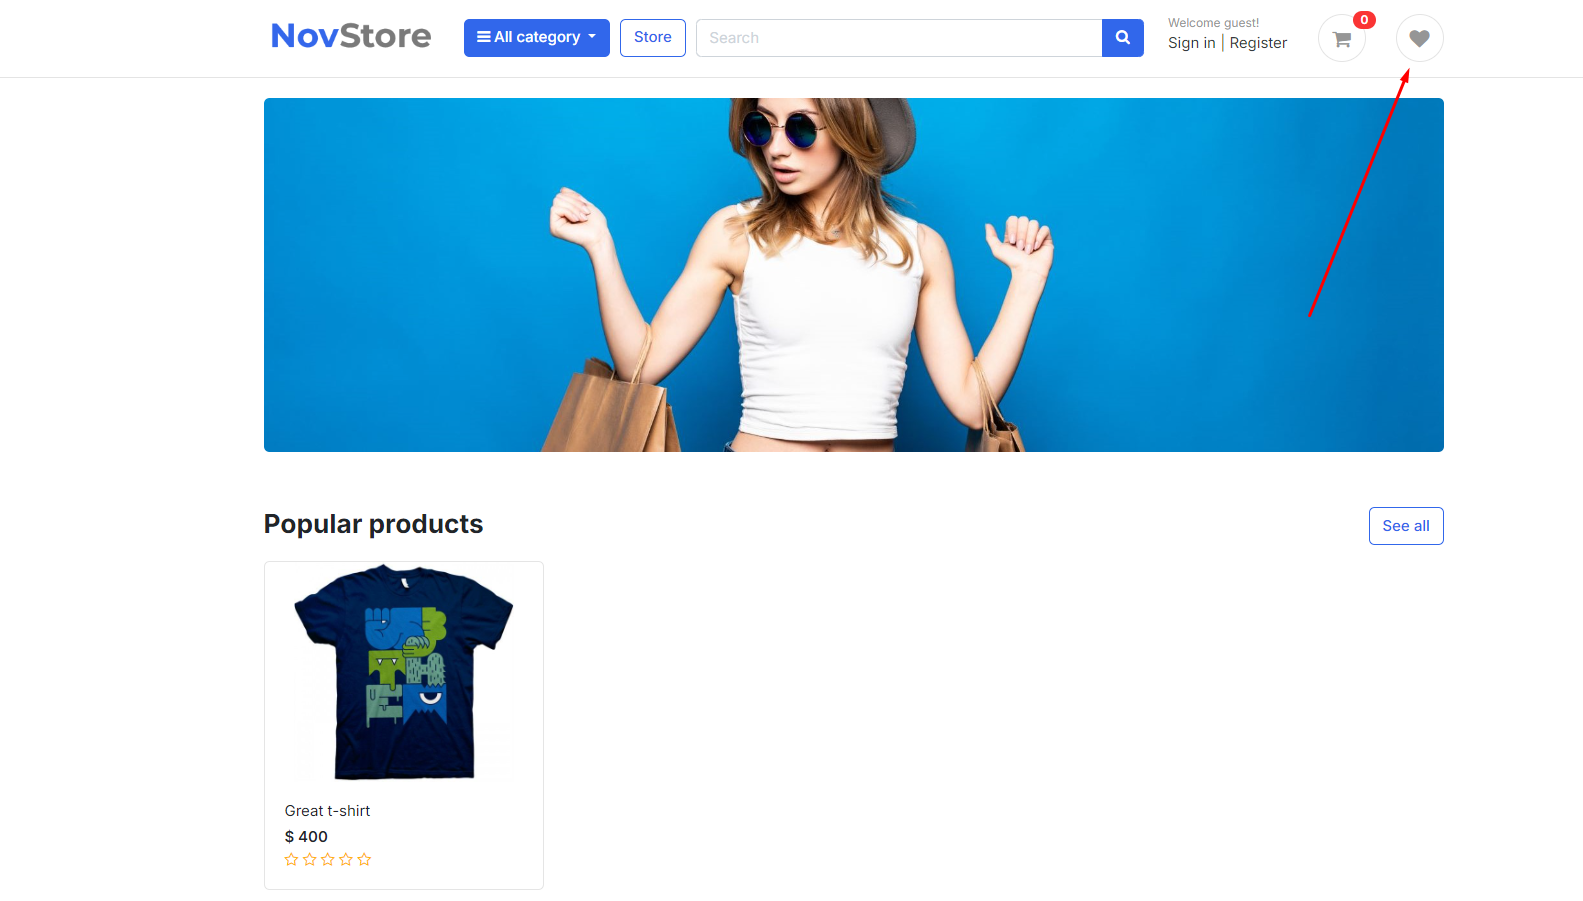 NovStore
All category
Store
Search
Welcome guest!
Sign in | Register
0
Popular products
See all
Great t-shirt
$ 400